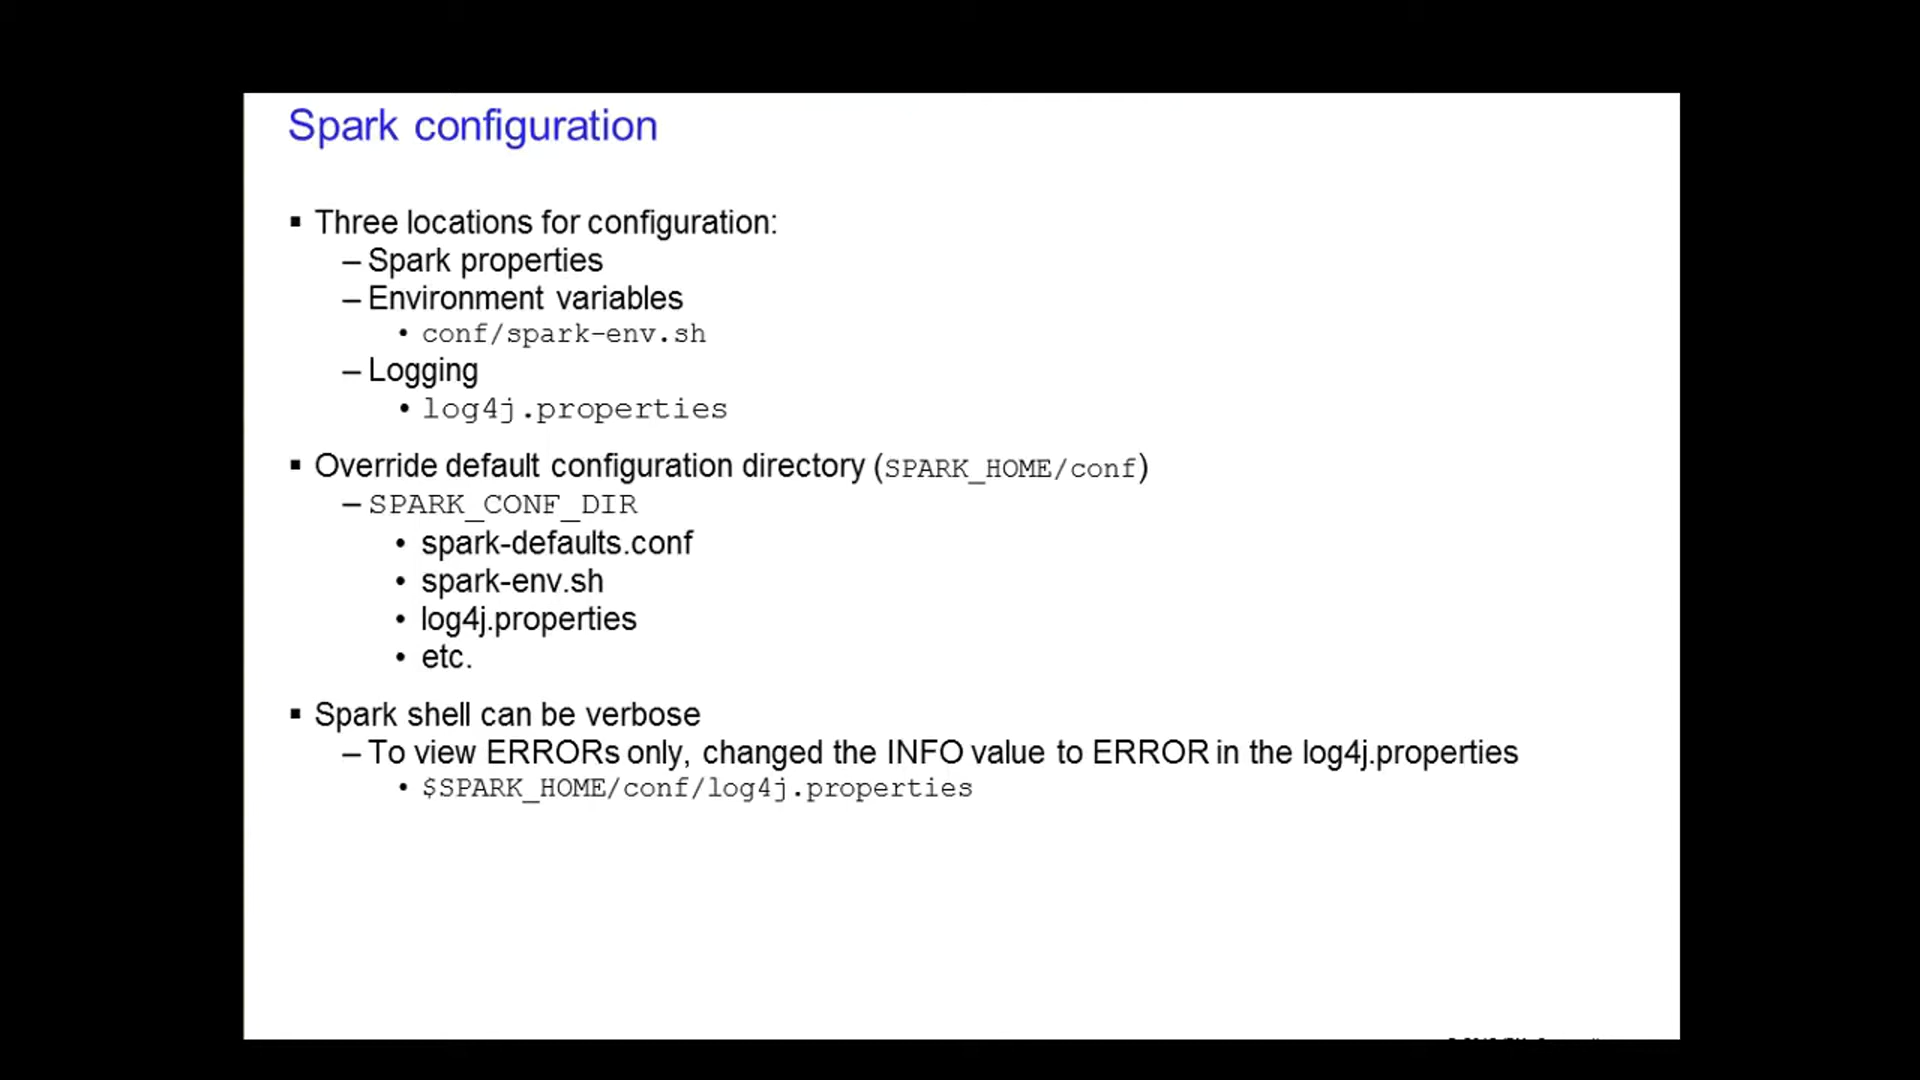 Spark configuration
▪ Three locations for configuration:
– Spark properties
– Environment variables
• conf/spark-env.sh
– Logging
• log4j.properties
▪ Override default configuration directory (SPARK_HOME/conf)
– SPARK_CONF_DIR
• spark-defaults.conf
• spark-env.sh
• log4j.properties
• etc.
▪ Spark shell can be verbose
– To view ERRORs only, changed the INFO value to ERROR in the log4j.properties
• $SPARK_HOME/conf/log4j.properties